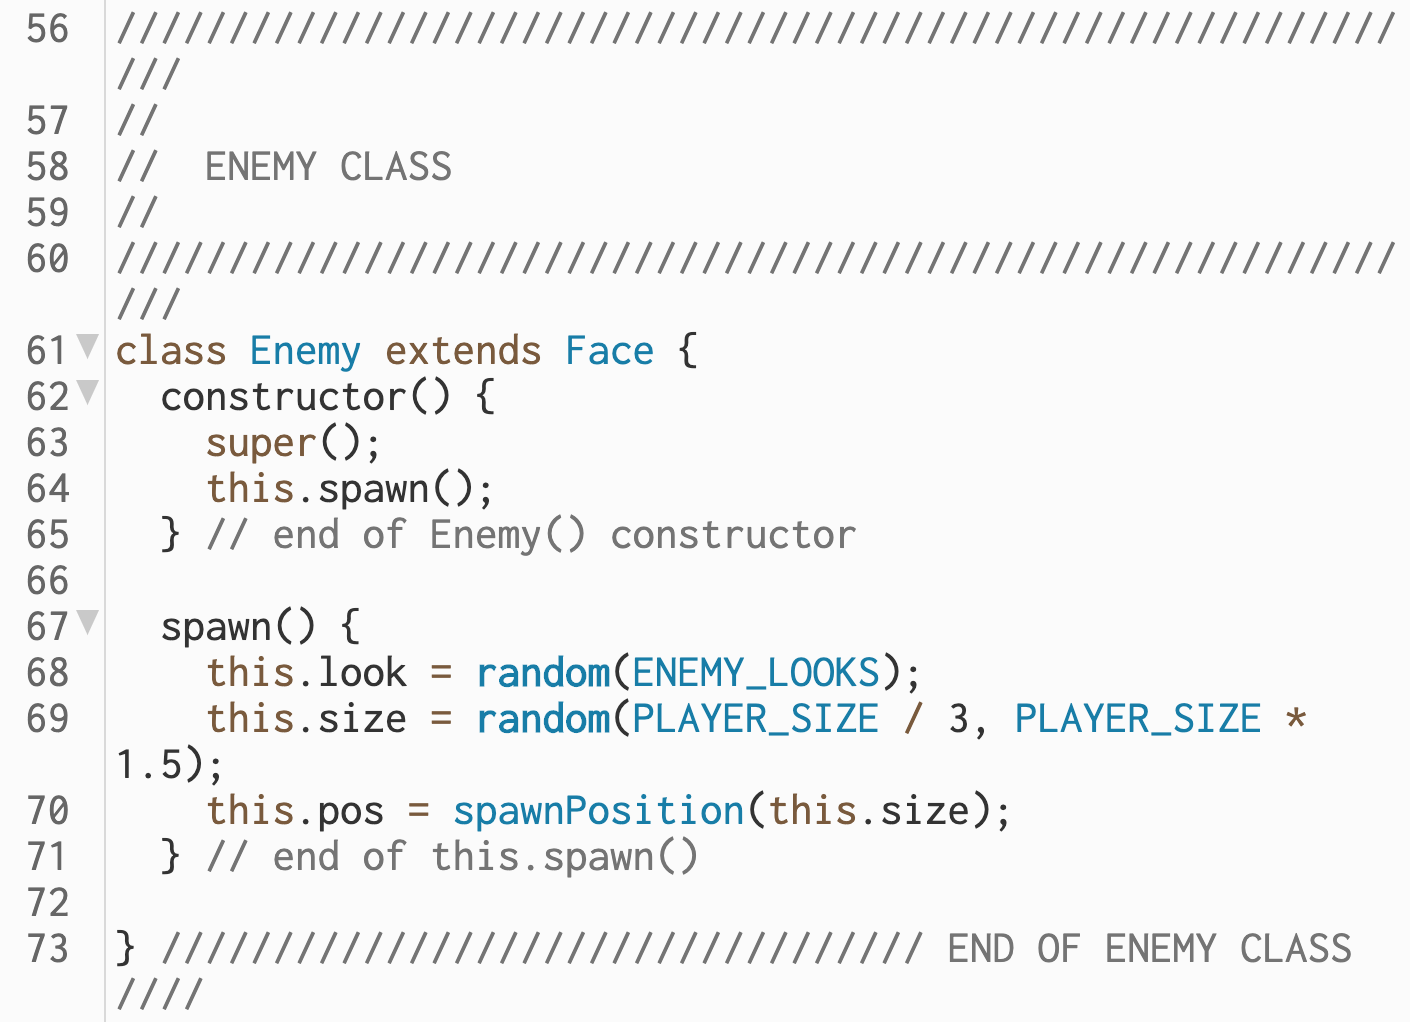 56 /////////////////////////////////////////////////////////
///
57 //
58 //  ENEMY CLASS
59 //
60 /////////////////////////////////////////////////////////
///
61 class Enemy extends Face {
62   constructor() {
63     super();
64     this.spawn();
65   } // end of Enemy() constructor
66
67   spawn() {
68     this.look = random(ENEMY_LOOKS);
69     this.size = random(PLAYER_SIZE / 3, PLAYER_SIZE *
1.5);
70     this.pos = spawnPosition(this.size);
71   } // end of this.spawn()
72
73 } ////////////////////////////////// END OF ENEMY CLASS
////